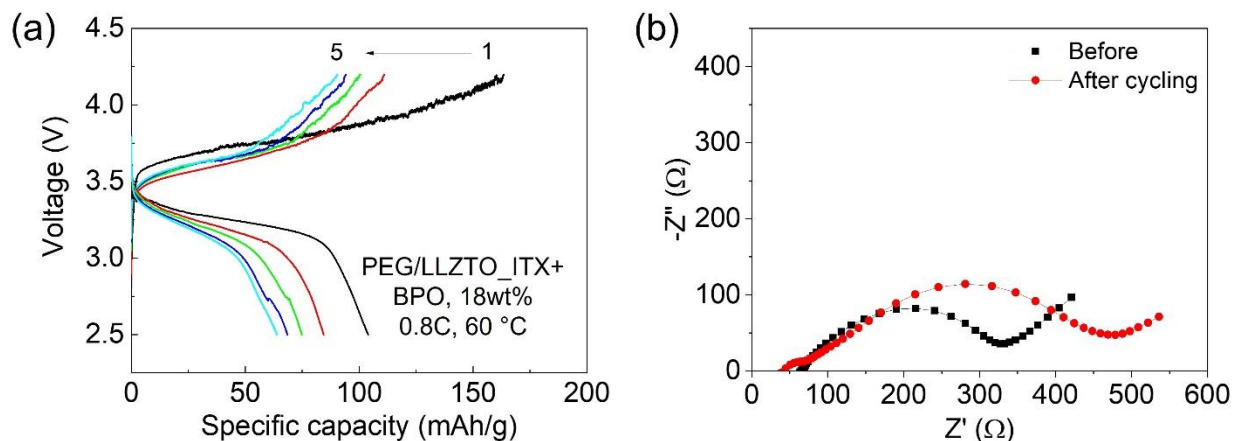 (a)
4.5
4.0
3.5
3.0
2.5
Voltage (V)
5
1
PEG/LLZTO_ITX+
BPO, 18wt%
0.8C, 60 °C
0
50
100
150
200
Specific capacity (mAh/g)
(b)
400
300
200
100
0
-Z" (Ω)
Before
After cycling
0
100
200
300
400
500
600
Z' (Ω)